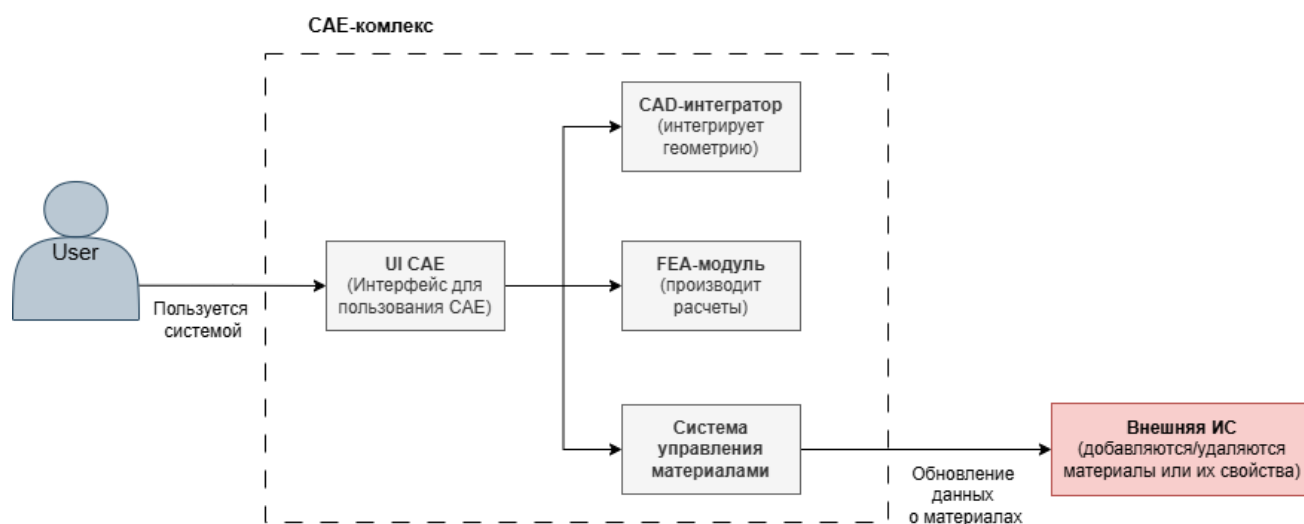 CAE-комлекс
CAD-интегратор
(интегрирует
геометрию)
User
Пользуется
системой
UI CAE
(Интерфейс для
пользования CAE)
FEA-модуль
(производит
расчеты)
Система
управления
материалами
Обновление
данных
о материалах
Внешняя ИС
(добавляются/удаляются
материалы или их свойства)